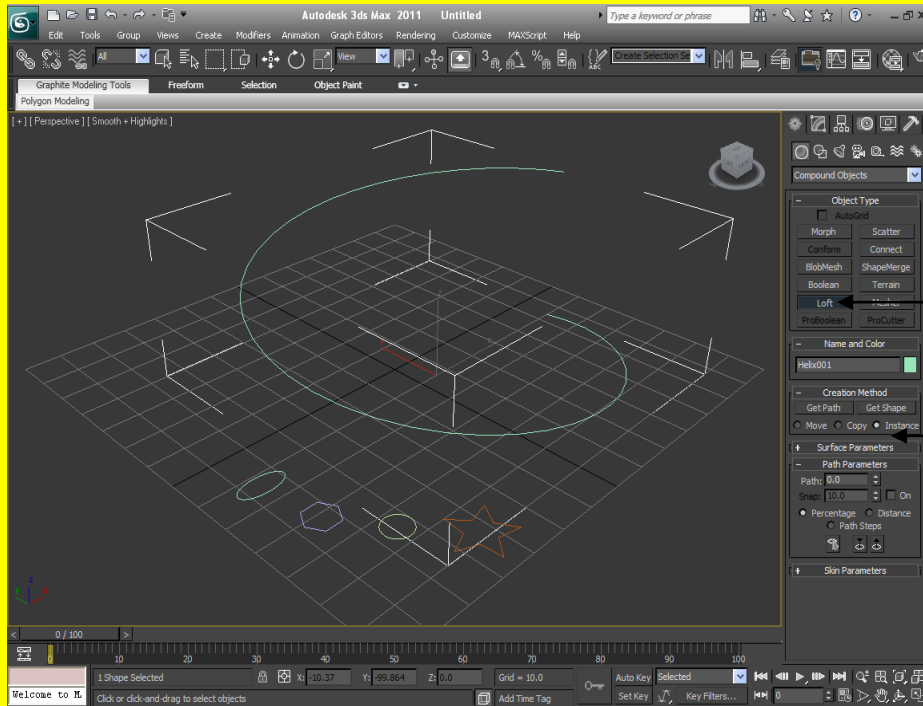 Autodesk 3ds Max 2011 Untitled
Type a keyword or phrase
Edit Tools Group Views Create Modifiers Animation Graph Editors Rendering Customize MAXScript Help
All
View
3
Create Selection Se
Graphite Modeling Tools Freeform Selection Object Paint
Polygon Modeling
[ + ] [ Perspective ] [ Smooth + Highlights ]
Compound Objects
- Object Type
AutoGrid
Morph Scatter
Conform Connect
BlobMesh ShapeMerge
Boolean Terrain
Loft Mesher
ProBoolean ProCutter
- Name and Color
Helix001
- Creation Method
Get Path Get Shape
Move Copy Instance
+ Surface Parameters
- Path Parameters
Path: 0.0
Snap: 10.0 On
Percentage Distance
Path Steps
+ Skin Parameters
z
y x
< 0 / 100 >
0 10 20 30 40 50 60 70 80 90 100
1 Shape Selected X: -10.37 Y: -99.864 Z: 0.0 Grid = 10.0 Auto Key Selected
Welcome to M Click or click-and-drag to select objects Add Time Tag Set Key Key Filters... 0